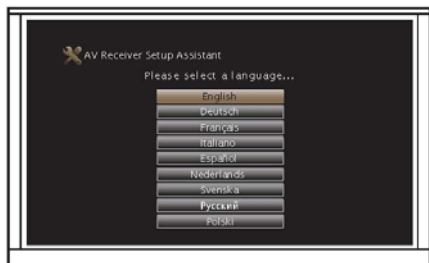 AV Receiver Setup Assistant
Please select a language...
English
Deutsch
Français
Italiano
Español
Nederlands
Svenska
Русский
Polski